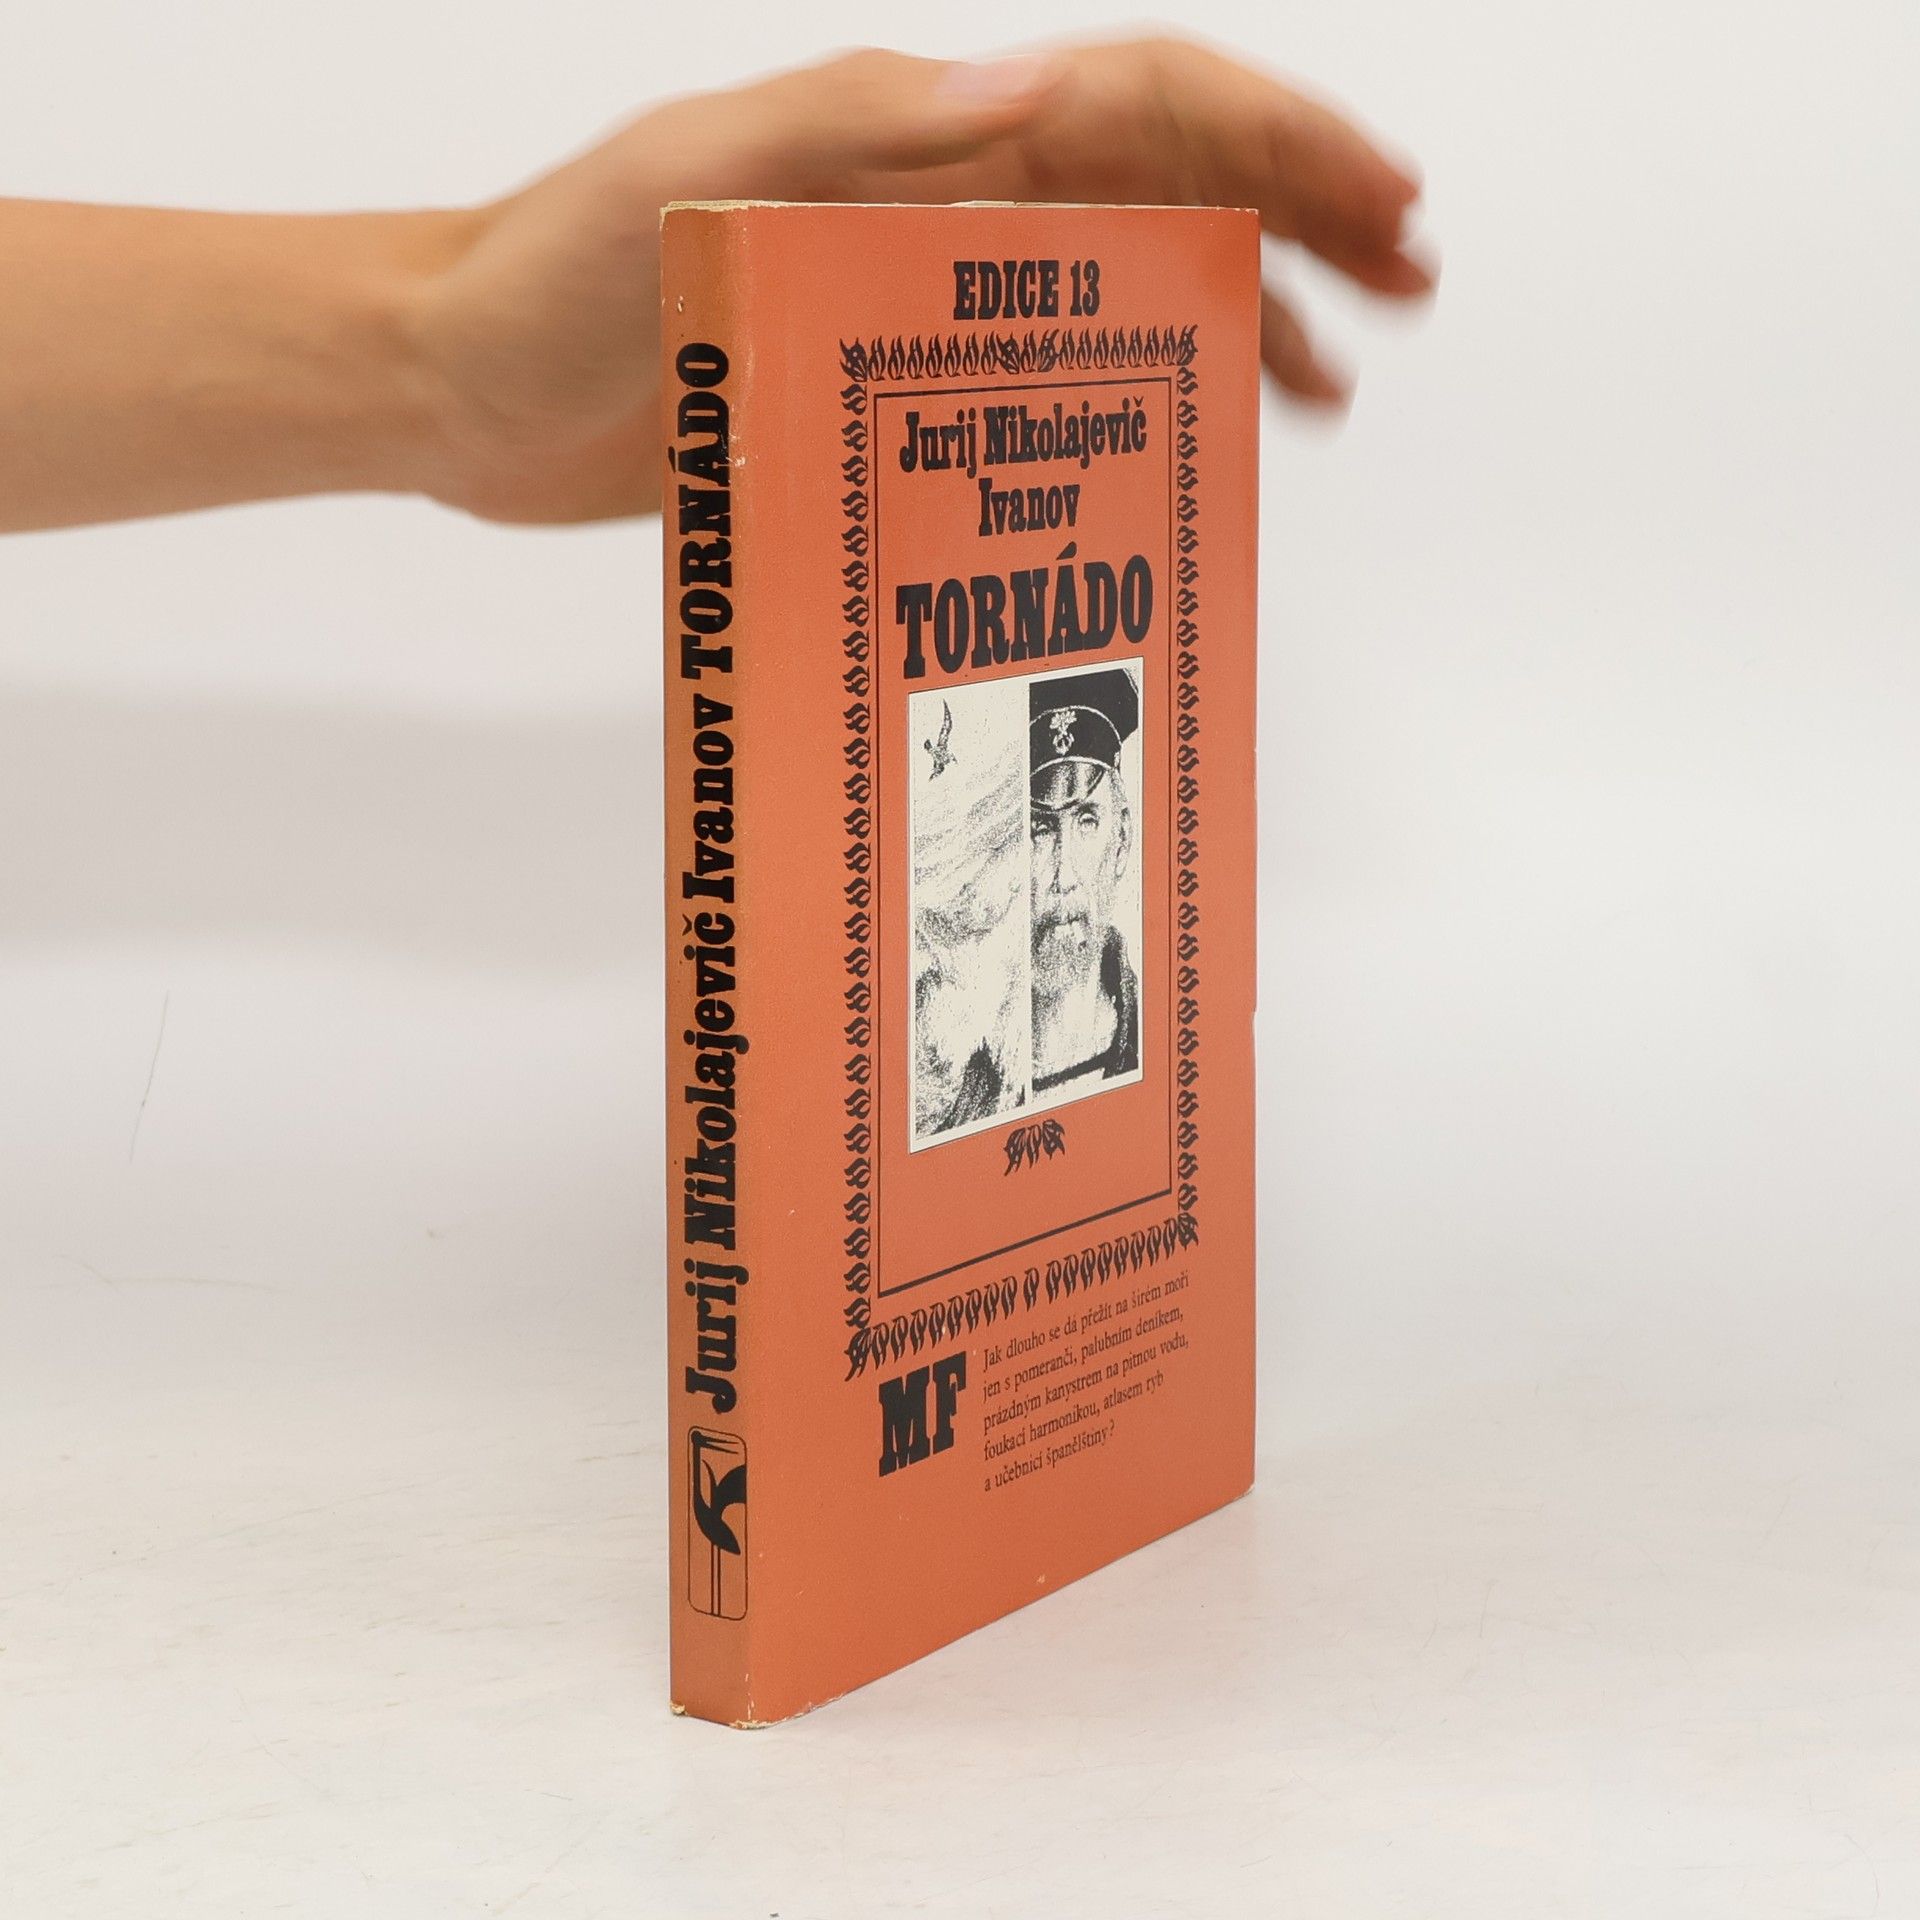 Jurij Nikolajevič Ivanov TORNÁDO
EDICE 13
Jurij Nikolajevič
Ivanov
TORNÁDO
MF
Jak dlouho se dá přežít na širém moři
jen s pomeranči, palubním deníkem,
prázdným kanystrem na pitnou vodu,
foukací harmonikou, atlasem ryb
a učebnicí španělštiny?